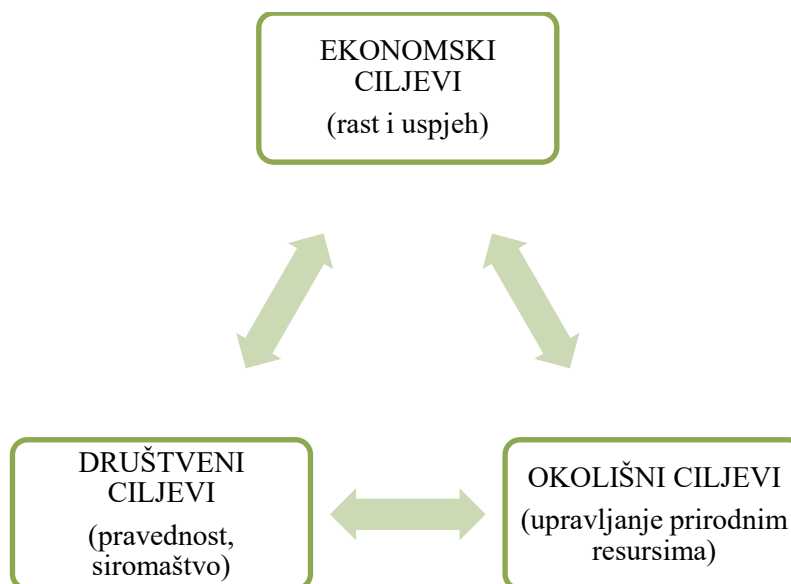 EKONOMSKI
CILJEVI
(rast i uspjeh)
DRUŠTVENI
CILJEVI
(pravednost,
siromaštvo)
OKOLIŠNI CILJEVI
(upravljanje prirodnim
resursima)